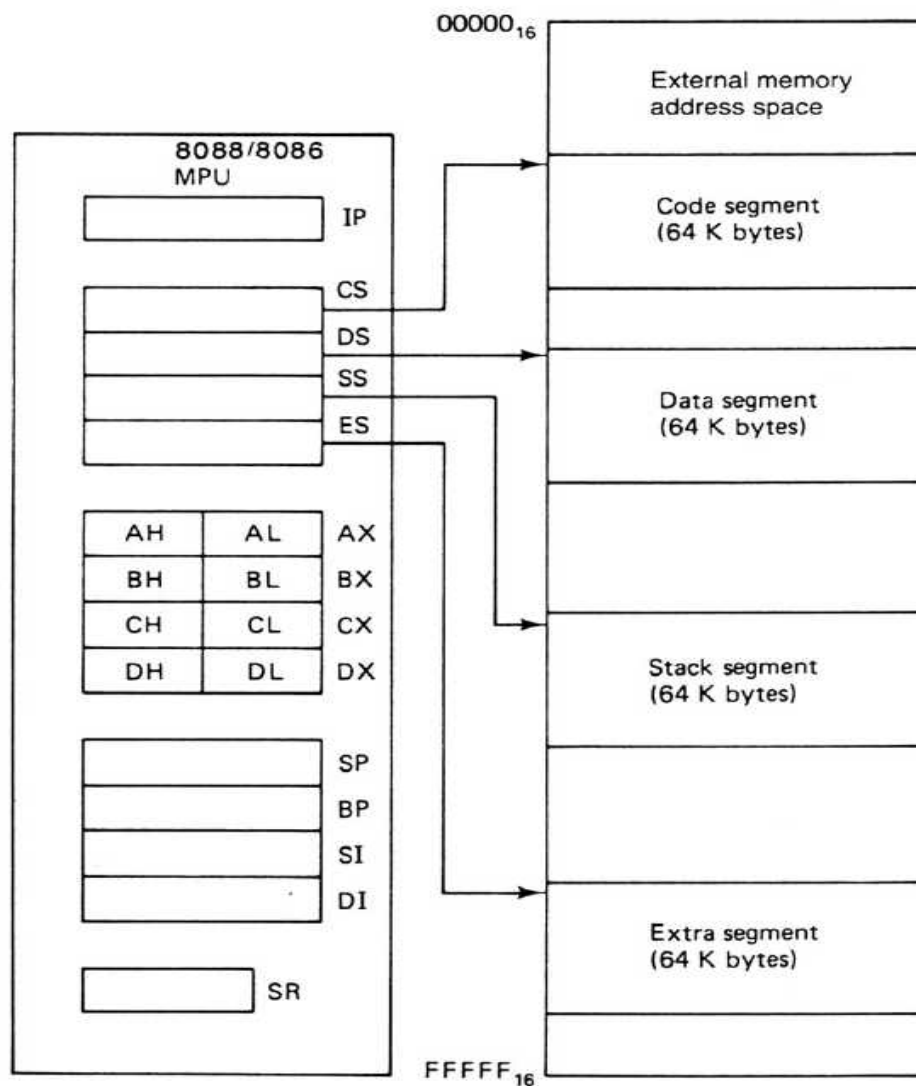 00000₁₆
External memory
address space
8088/8086
MPU
IP
CS
DS
SS
ES
Code segment
(64 K bytes)
Data segment
(64 K bytes)
AH AL AX
BH BL BX
CH CL CX
DH DL DX
Stack segment
(64 K bytes)
SP
BP
SI
DI
Extra segment
(64 K bytes)
SR
FFFFF₁₆